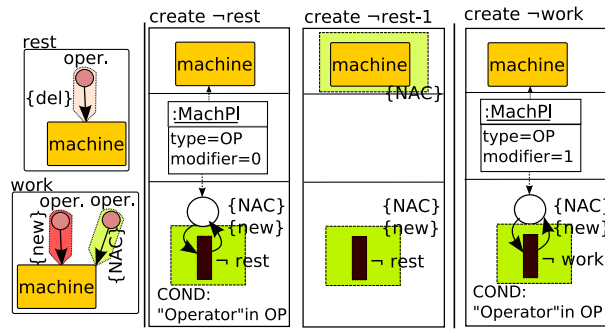 rest
oper.
{del}
machine
work
oper.
oper.
{new}
{NAC}
machine
create ¬rest
machine
:MachPl
type=OP
modifier=0
{NAC}
{new}
¬ rest
COND:
"Operator"in OP
create ¬rest-1
machine
{NAC}
{NAC}
{new}
¬ rest
create ¬work
machine
:MachPl
type=OP
modifier=1
{NAC}
{new}
¬ work
COND:
"Operator"in OP